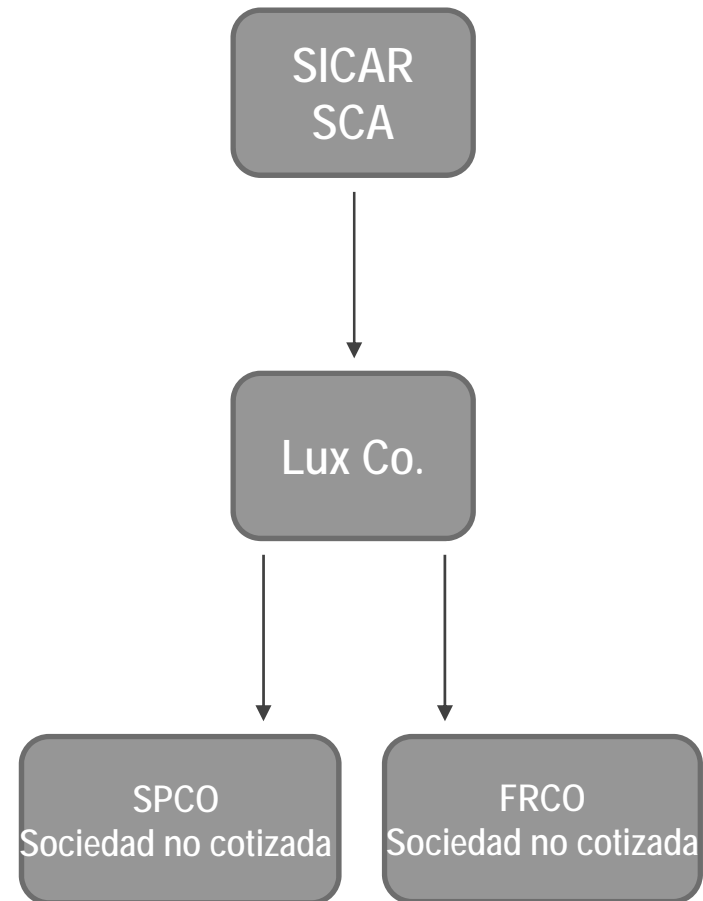 SICAR
SCA
Lux Co.
SPCO
Sociedad no cotizada
FRCO
Sociedad no cotizada